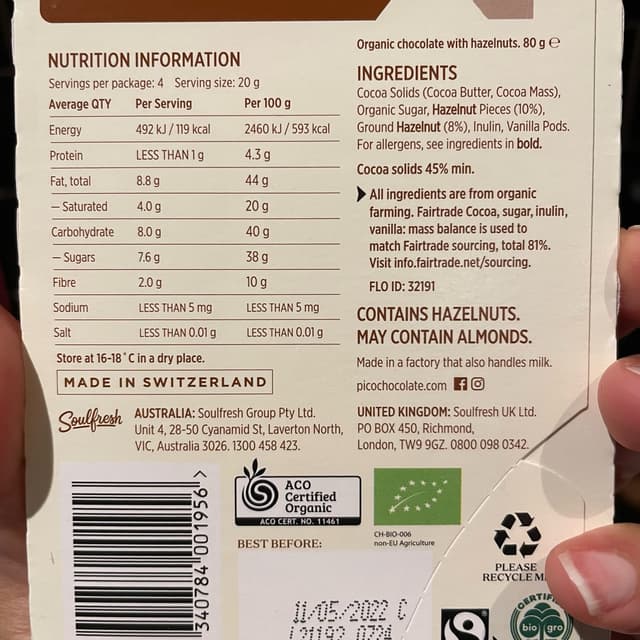 NUTRITION INFORMATION
Servings per package: 4 Serving size: 20 g
Average QTY Per Serving Per 100 g
Energy 492 kJ / 119 kcal 2460 kJ / 593 kcal
Protein LESS THAN 1 g 4.3 g
Fat, total 8.8 g 44 g
– Saturated 4.0 g 20 g
Carbohydrate 8.0 g 40 g
– Sugars 7.6 g 38 g
Fibre 2.0 g 10 g
Sodium LESS THAN 5 mg LESS THAN 5 mg
Salt LESS THAN 0.01 g LESS THAN 0.01 g
Store at 16-18˚C in a dry place.
MADE IN SWITZERLAND
Organic chocolate with hazelnuts. 80 g ℮
INGREDIENTS
Cocoa Solids (Cocoa Butter, Cocoa Mass),
Organic Sugar, Hazelnut Pieces (10%),
Ground Hazelnut (8%), Inulin, Vanilla Pods.
For allergens, see ingredients in bold.
Cocoa solids 45% min.
All ingredients are from organic
farming. Fairtrade Cocoa, sugar, inulin,
vanilla: mass balance is used to
match Fairtrade sourcing, total 81%.
Visit info.fairtrade.net/sourcing.
FLO ID: 32191
CONTAINS HAZELNUTS.
MAY CONTAIN ALMONDS.
Made in a factory that also handles milk.
picochocolate.com
Soulfresh
AUSTRALIA: Soulfresh Group Pty Ltd.
Unit 4, 28-50 Cyanamid St, Laverton North,
VIC, Australia 3026. 1300 458 423.
UNITED KINGDOM: Soulfresh UK Ltd.
PO BOX 450, Richmond,
London, TW9 9GZ. 0800 098 0342.
340784 001956 >
ACO
Certified
Organic
ACO CERT. NO. 11461
CH-BIO-006
non-EU Agriculture
BEST BEFORE:
11/05/2022 C
L21192 0724
PLEASE
RECYCLE
bio gro